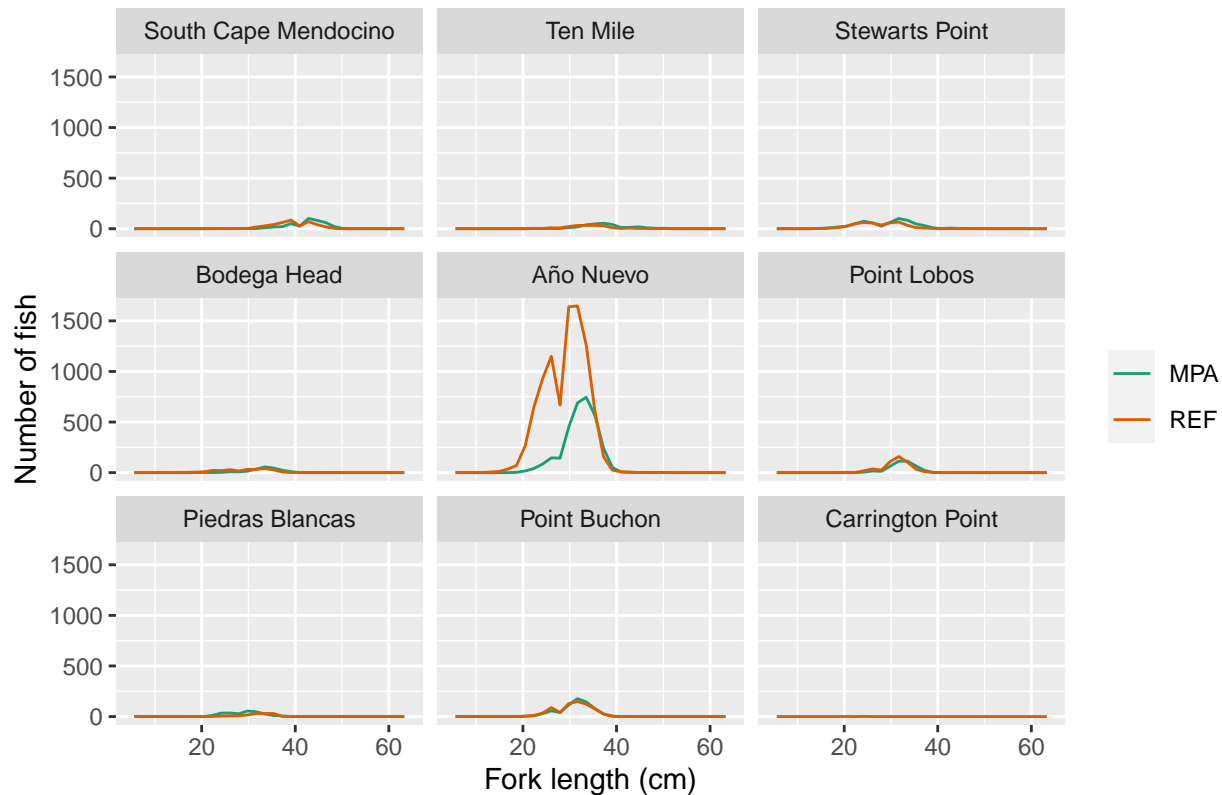 South Cape Mendocino
Ten Mile
Stewarts Point
1500
1000
500
0
Bodega Head
Año Nuevo
Point Lobos
1500
1000
500
0
Number of fish
MPA
REF
Piedras Blancas
Point Buchon
Carrington Point
1500
1000
500
0
20 40 60
20 40 60
20 40 60
Fork length (cm)